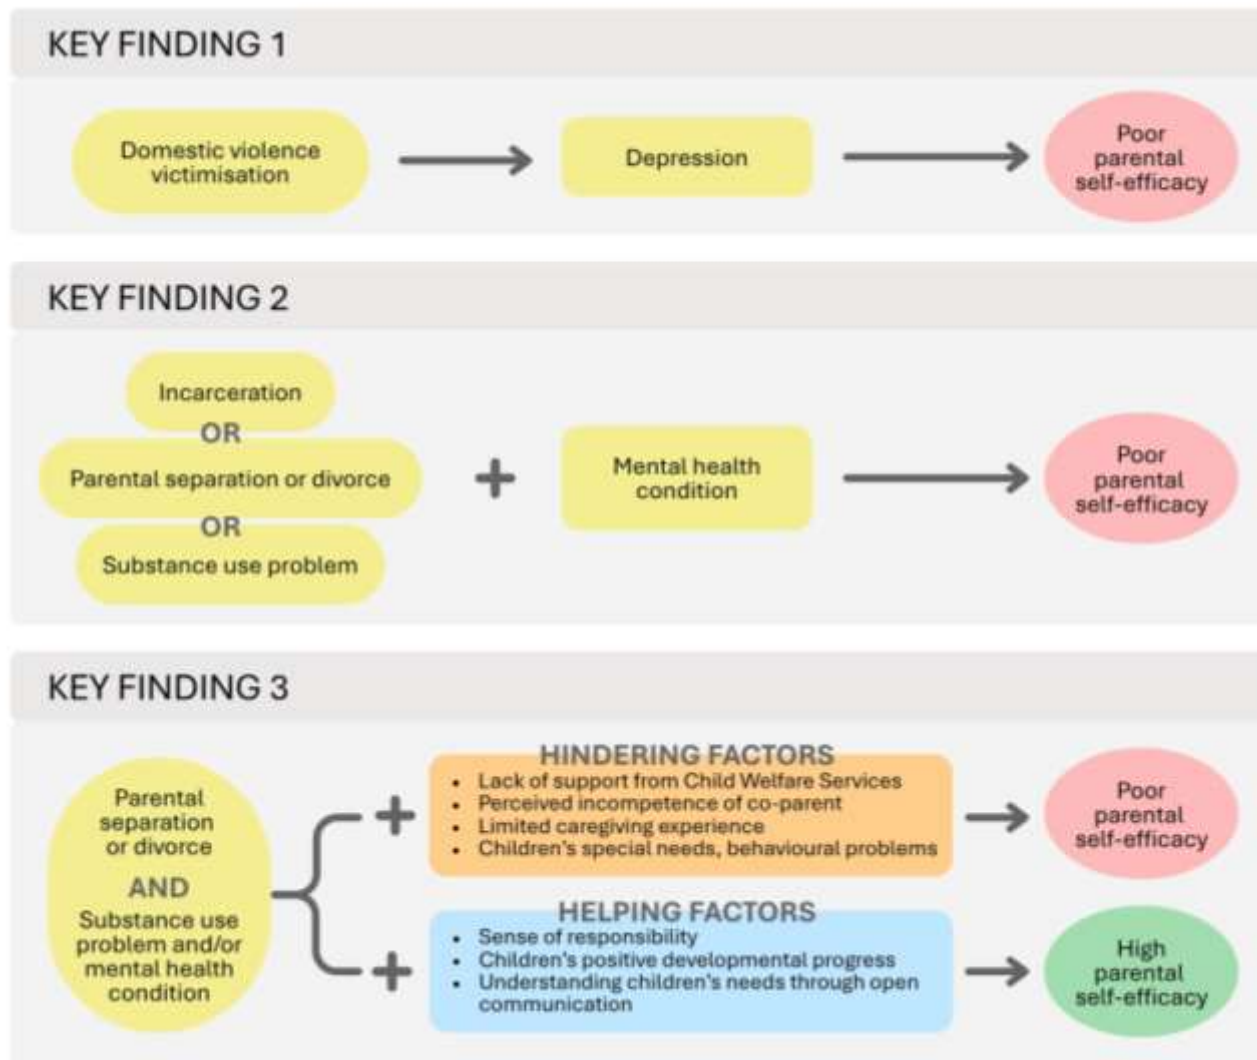 KEY FINDING 1
Domestic violence
victimisation
Depression
Poor
parental
self-efficacy
KEY FINDING 2
Incarceration
OR
Parental separation or divorce
OR
Substance use problem
+
Mental health
condition
Poor
parental
self-efficacy
KEY FINDING 3
Parental
separation
or divorce
AND
Substance use
problem and/or
mental health
condition
+
HINDERING FACTORS
• Lack of support from Child Welfare Services
• Perceived incompetence of co-parent
• Limited caregiving experience
• Children's special needs, behavioural problems
Poor
parental
self-efficacy
+
HELPING FACTORS
• Sense of responsibility
• Children's positive developmental progress
• Understanding children's needs through open
communication
High
parental
self-efficacy